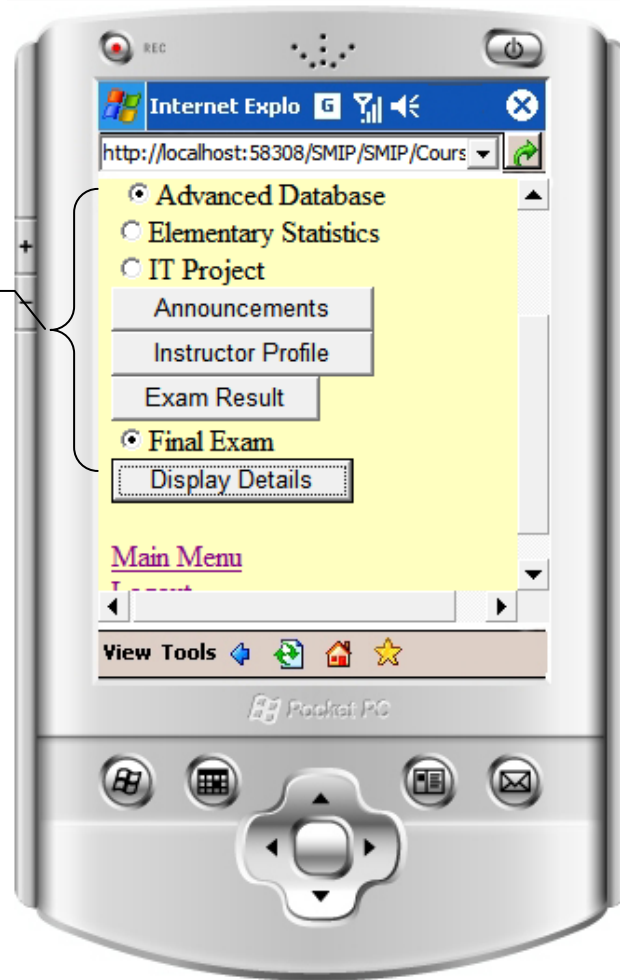 REC
Internet Explo G
http://localhost:58308/SMIP/SMIP/Cours
Advanced Database
Elementary Statistics
IT Project
Announcements
Instructor Profile
Exam Result
Final Exam
Display Details
Main Menu
Logout
View Tools
Pocket PC